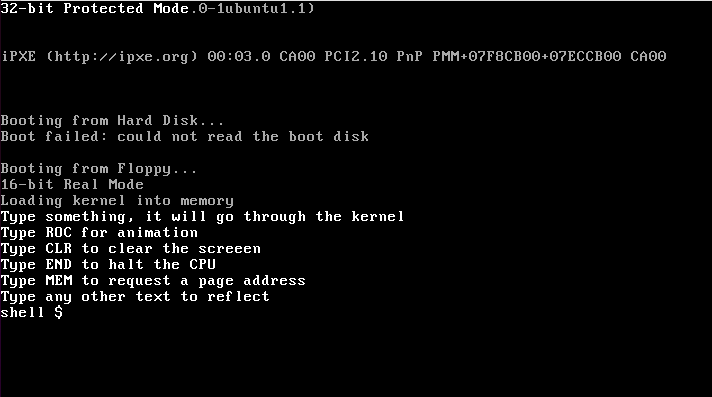 32-bit Protected Mode.0-1ubuntu1.1)
iPXE (http://ipxe.org) 00:03.0 CA00 PCI2.10 PnP PMM+07F8CB00+07ECCB00 CA00
Booting from Hard Disk...
Boot failed: could not read the boot disk
Booting from Floppy...
16-bit Real Mode
Loading kernel into memory
Type something, it will go through the kernel
Type ROC for animation
Type CLR to clear the screeen
Type END to halt the CPU
Type MEM to request a page address
Type any other text to reflect
shell $